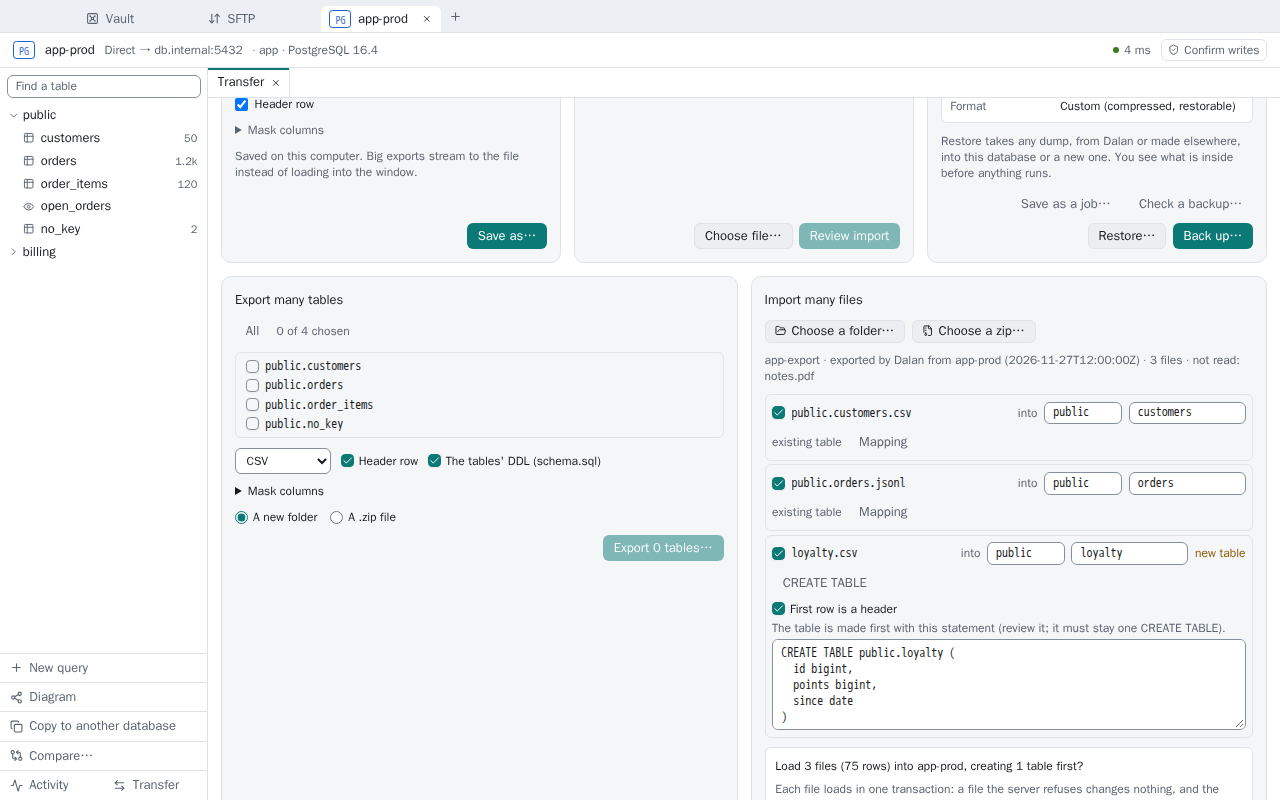 Vault
SFTP
PG app-prod
PG app-prod Direct → db.internal:5432 · app · PostgreSQL 16.4
4 ms
Confirm writes
Find a table
public
customers 50
orders 1.2k
order_items 120
open_orders
no_key 2
billing
New query
Diagram
Copy to another database
Compare···
Activity
Transfer
Transfer
Header row
Mask columns
Saved on this computer. Big exports stream to the file
instead of loading into the window.
Save as···
Choose file···
Review import
Format Custom (compressed, restorable)
Restore takes any dump, from Dalan or made elsewhere,
into this database or a new one. You see what is inside
before anything runs.
Save as a job··· Check a backup···
Restore··· Back up···
Export many tables
All 0 of 4 chosen
public.customers
public.orders
public.order_items
public.no_key
CSV Header row The tables' DDL (schema.sql)
Mask columns
A new folder A .zip file
Export 0 tables···
Import many files
Choose a folder··· Choose a zip···
app-export · exported by Dalan from app-prod (2026-11-27T12:00:00Z) · 3 files · not read:
notes.pdf
public.customers.csv into public customers
existing table Mapping
public.orders.jsonl into public orders
existing table Mapping
loyalty.csv into public loyalty new table
CREATE TABLE
First row is a header
The table is made first with this statement (review it; it must stay one CREATE TABLE).
CREATE TABLE public.loyalty (
id bigint,
points bigint,
since date
)
Load 3 files (75 rows) into app-prod, creating 1 table first?
Each file loads in one transaction: a file the server refuses changes nothing, and the